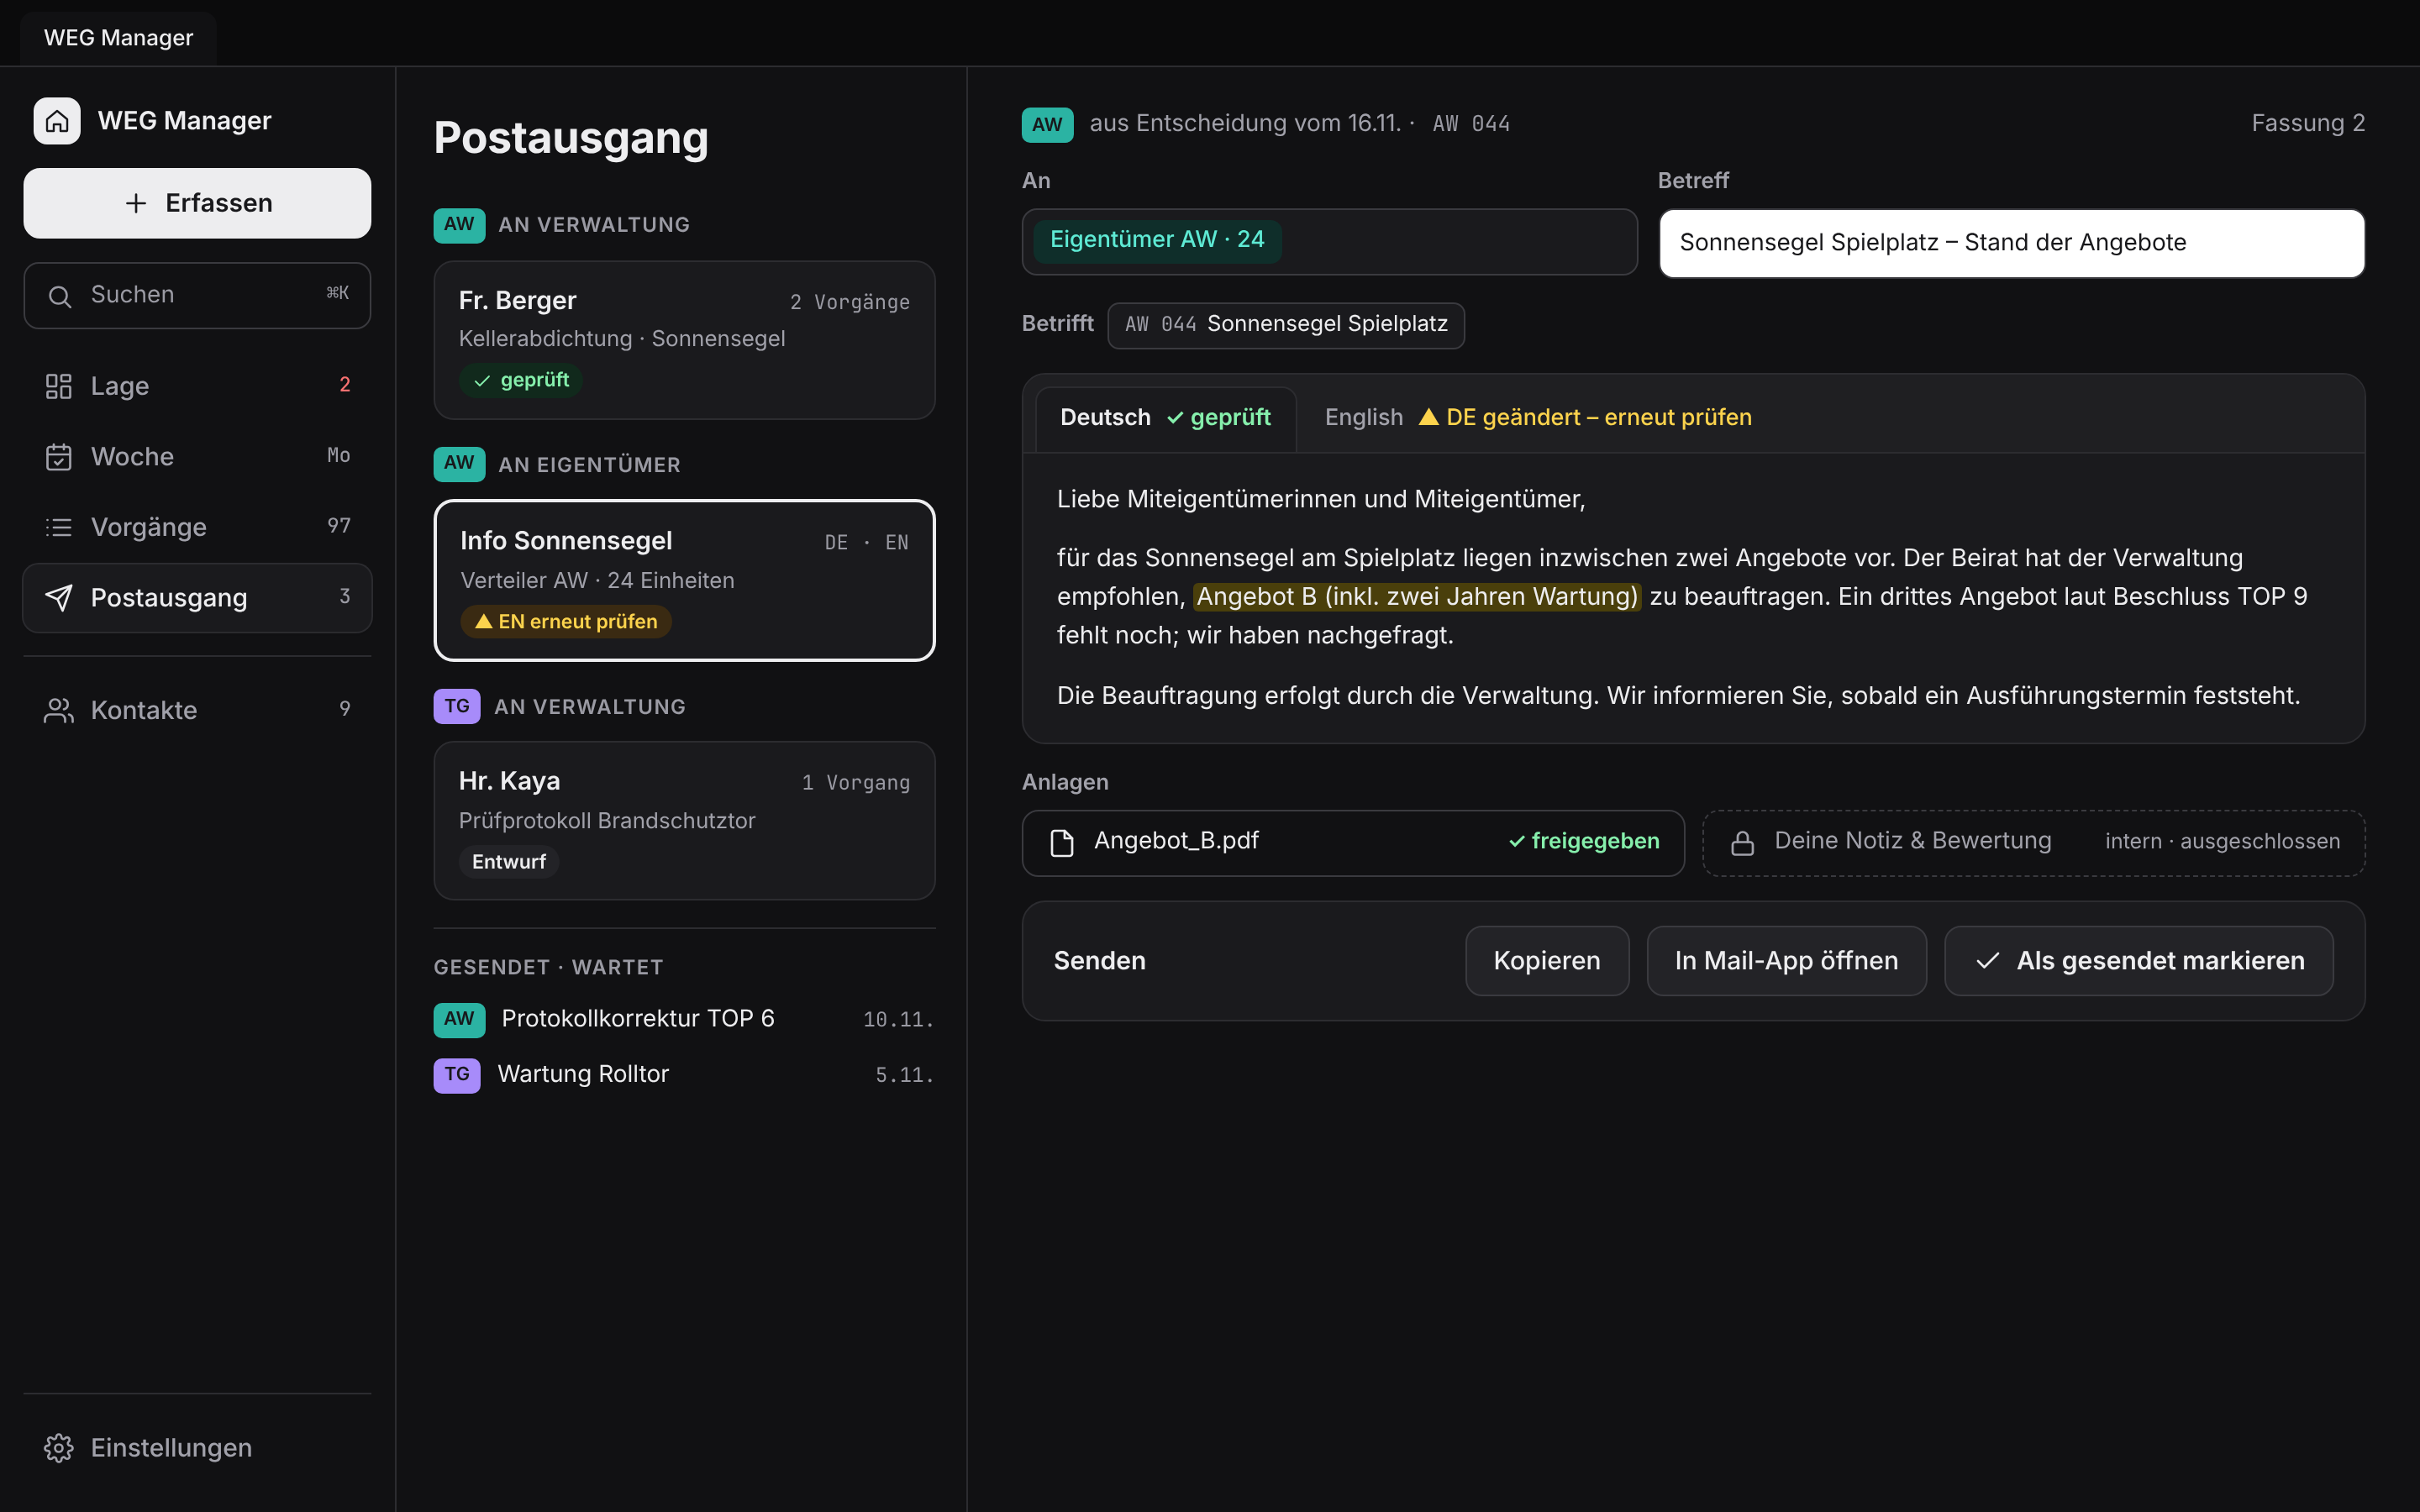 WEG Manager
WEG Manager
Erfassen
Suchen ⌘K
Lage 2
Woche Mo
Vorgänge 97
Postausgang 3
Kontakte 9
Einstellungen
Postausgang
AW AN VERWALTUNG
Fr. Berger 2 Vorgänge
Kellerabdichtung · Sonnensegel
✓ geprüft
AW AN EIGENTÜMER
Info Sonnensegel DE · EN
Verteiler AW · 24 Einheiten
▲ EN erneut prüfen
TG AN VERWALTUNG
Hr. Kaya 1 Vorgang
Prüfprotokoll Brandschutztor
Entwurf
GESENDET · WARTET
AW Protokollkorrektur TOP 6 10.11.
TG Wartung Rolltor 5.11.
AW aus Entscheidung vom 16.11. · AW 044 Fassung 2
An Betreff
Eigentümer AW · 24 Sonnensegel Spielplatz – Stand der Angebote
Betrifft AW 044 Sonnensegel Spielplatz
Deutsch ✓ geprüft English ▲ DE geändert – erneut prüfen
Liebe Miteigentümerinnen und Miteigentümer,
für das Sonnensegel am Spielplatz liegen inzwischen zwei Angebote vor. Der Beirat hat der Verwaltung
empfohlen, Angebot B (inkl. zwei Jahren Wartung) zu beauftragen. Ein drittes Angebot laut Beschluss TOP 9
fehlt noch; wir haben nachgefragt.
Die Beauftragung erfolgt durch die Verwaltung. Wir informieren Sie, sobald ein Ausführungstermin feststeht.
Anlagen
Angebot_B.pdf ✓ freigegeben Deine Notiz & Bewertung intern · ausgeschlossen
Senden Kopieren In Mail-App öffnen ✓ Als gesendet markieren